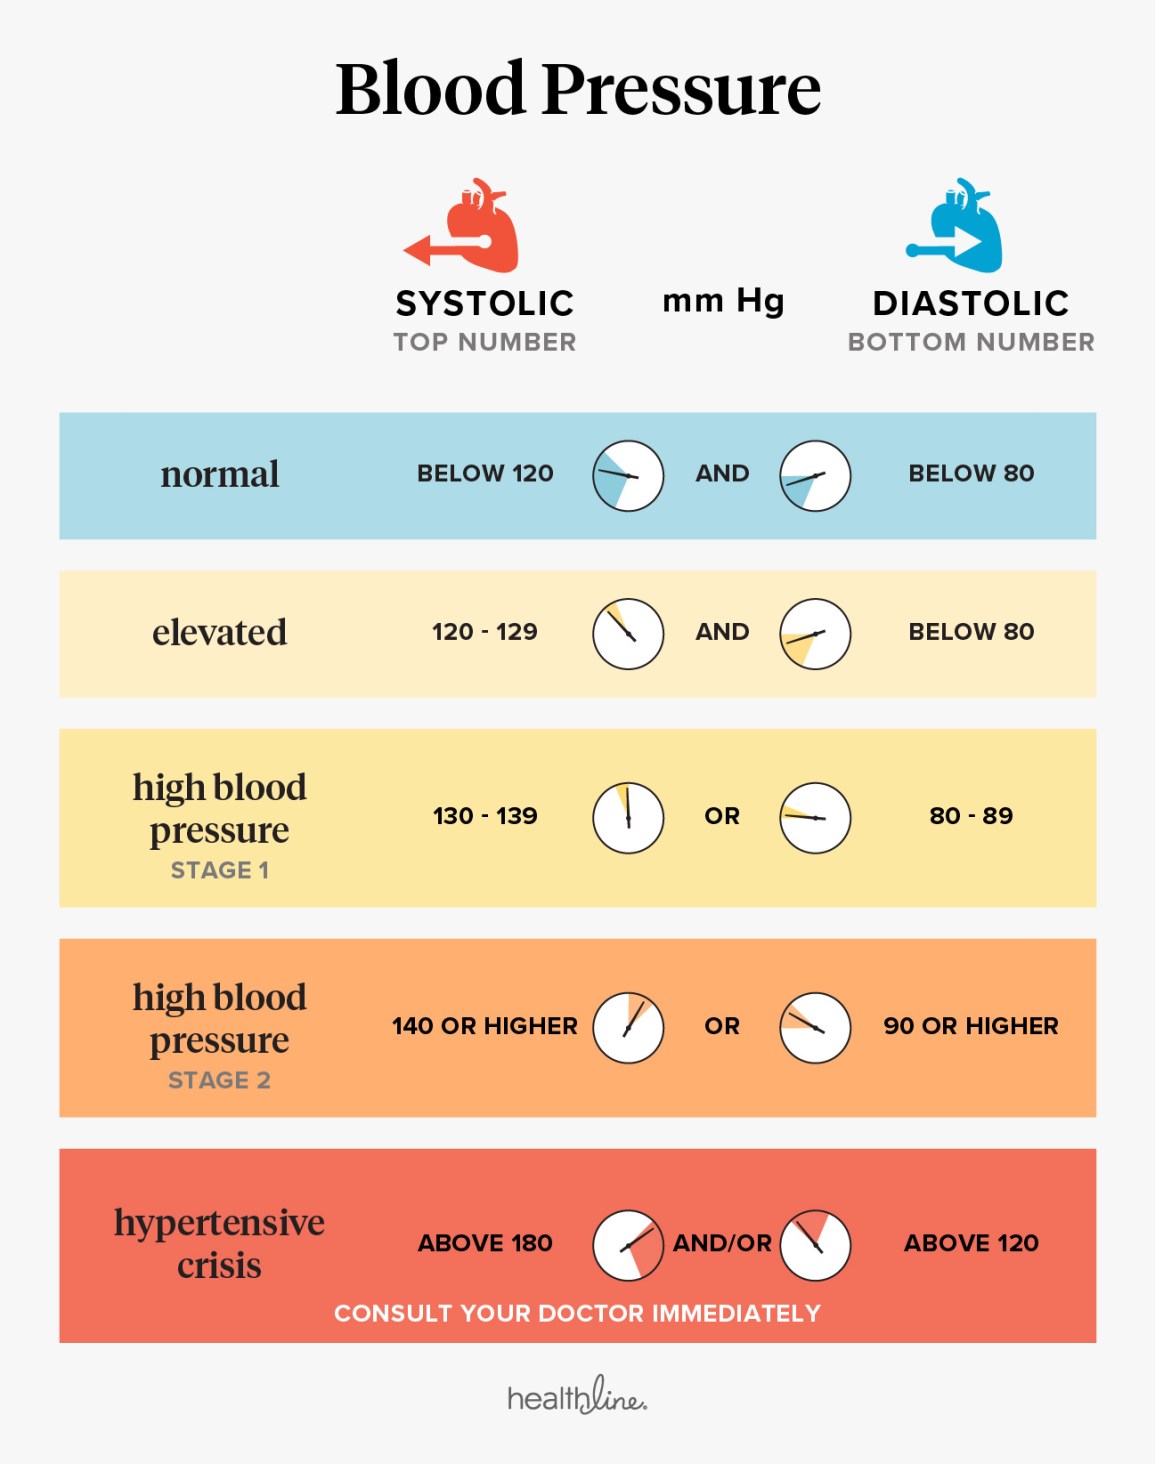 Blood Pressure
SYSTOLIC mm Hg DIASTOLIC
TOP NUMBER BOTTOM NUMBER
normal BELOW 120 AND BELOW 80
elevated 120 - 129 AND BELOW 80
high blood
pressure 130 - 139 OR 80 - 89
STAGE 1
high blood
pressure 140 OR HIGHER OR 90 OR HIGHER
STAGE 2
hypertensive
crisis ABOVE 180 AND/OR ABOVE 120
CONSULT YOUR DOCTOR IMMEDIATELY
healthline.